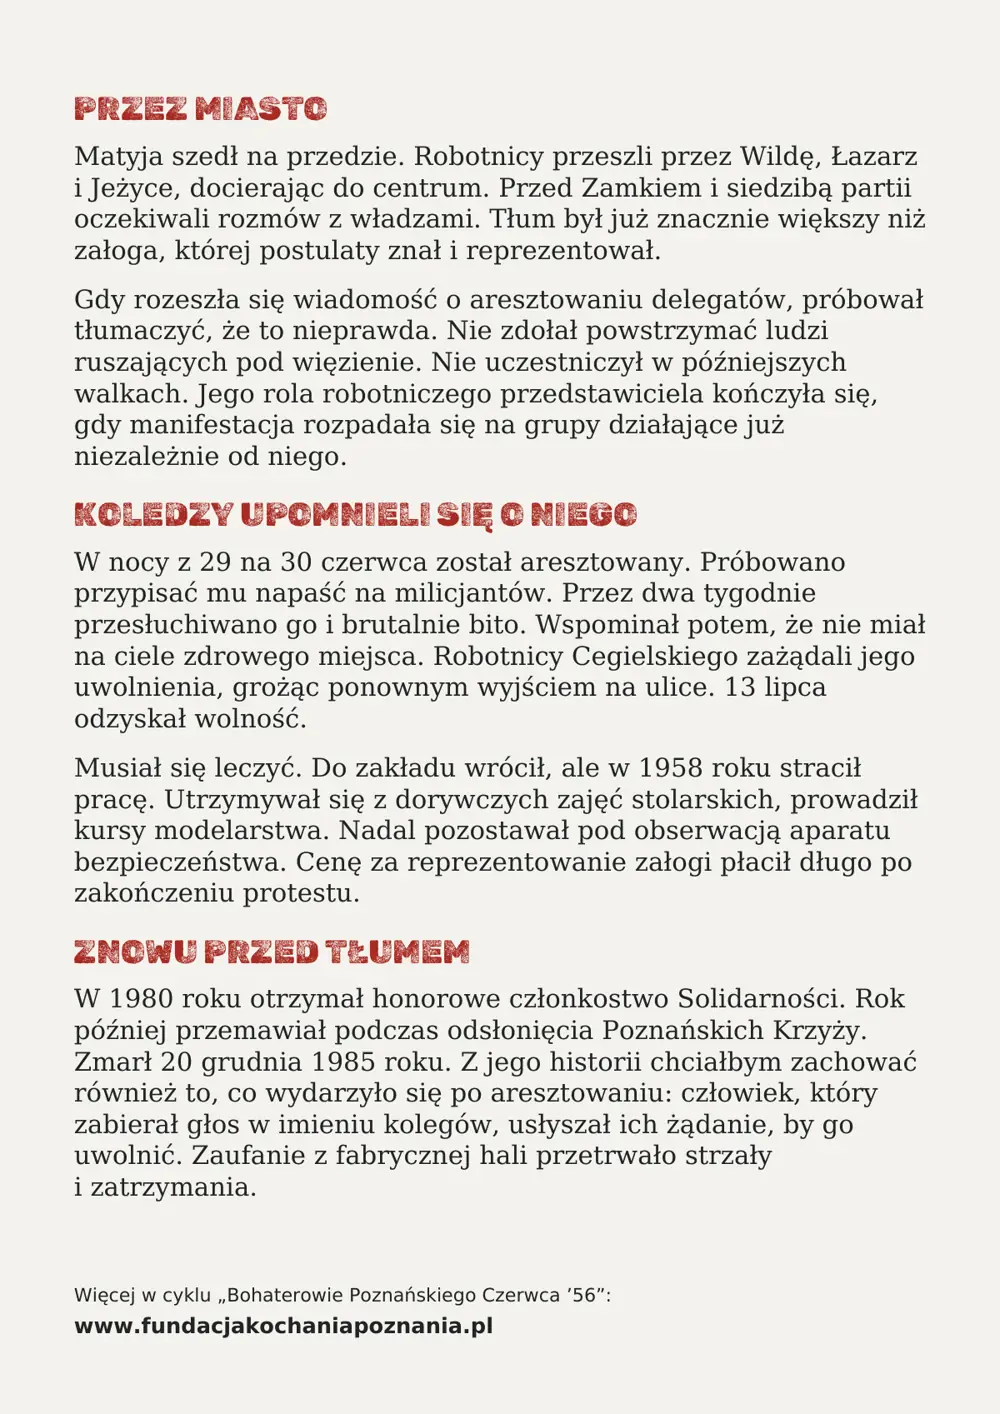 PRZEZ MIASTO
Matyja szedł na przedzie. Robotnicy przeszli przez Wildę, Łazarz
i Jeżyce, docierając do centrum. Przed Zamkiem i siedzibą partii
oczekiwali rozmów z władzami. Tłum był już znacznie większy niż
załoga, której postulaty znał i reprezentował.
Gdy rozeszła się wiadomość o aresztowaniu delegatów, próbował
tłumaczyć, że to nieprawda. Nie zdołał powstrzymać ludzi
ruszających pod więzienie. Nie uczestniczył w późniejszych
walkach. Jego rola robotniczego przedstawiciela kończyła się,
gdy manifestacja rozpadała się na grupy działające już
niezależnie od niego.
KOLEDZY UPOMNIELI SIĘ O NIEGO
W nocy z 29 na 30 czerwca został aresztowany. Próbowano
przypisać mu napaść na milicjantów. Przez dwa tygodnie
przesłuchiwano go i brutalnie bito. Wspominał potem, że nie miał
na ciele zdrowego miejsca. Robotnicy Cegielskiego zażądali jego
uwolnienia, grożąc ponownym wyjściem na ulice. 13 lipca
odzyskał wolność.
Musiał się leczyć. Do zakładu wrócił, ale w 1958 roku stracił
pracę. Utrzymywał się z dorywczych zajęć stolarskich, prowadził
kursy modelarstwa. Nadal pozostawał pod obserwacją aparatu
bezpieczeństwa. Cenę za reprezentowanie załogi płacił długo po
zakończeniu protestu.
ZNOWU PRZED TŁUMEM
W 1980 roku otrzymał honorowe członkostwo Solidarności. Rok
później przemawiał podczas odsłonięcia Poznańskich Krzyży.
Zmarł 20 grudnia 1985 roku. Z jego historii chciałbym zachować
również to, co wydarzyło się po aresztowaniu: człowiek, który
zabierał głos w imieniu kolegów, usłyszał ich żądanie, by go
uwolnić. Zaufanie z fabrycznej hali przetrwało strzały
i zatrzymania.
Więcej w cyklu „Bohaterowie Poznańskiego Czerwca ’56”:
www.fundacjakochaniapoznania.pl